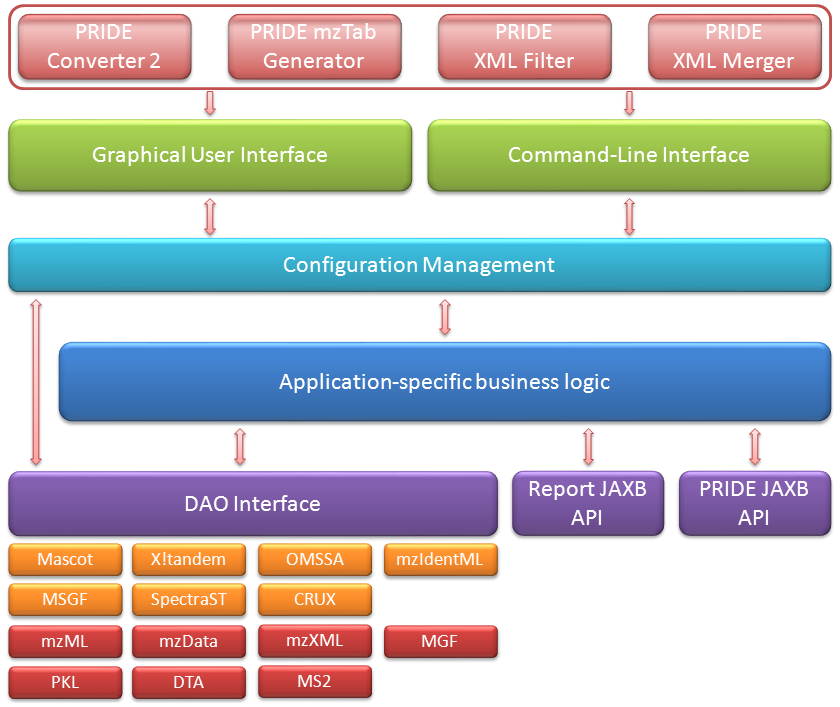 PRIDE
Converter 2
PRIDE mzTab
Generator
PRIDE
XML Filter
PRIDE
XML Merger
Graphical User Interface
Command-Line Interface
Configuration Management
Application-specific business logic
DAO Interface
Report JAXB
API
PRIDE JAXB
API
Mascot
X!tandem
OMSSA
mzIdentML
MSGF
SpectraST
CRUX
mzML
mzData
mzXML
MGF
PKL
DTA
MS2